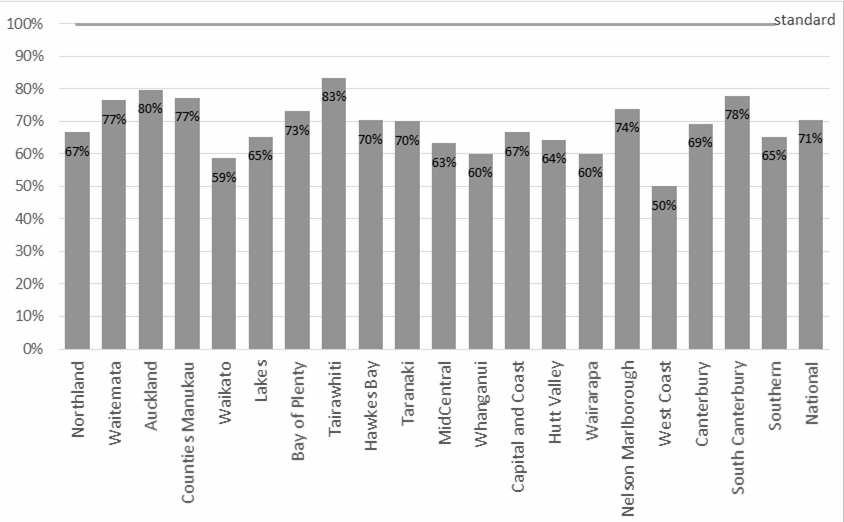 100%
standard
90%
80%
70%
60%
50%
40%
30%
20%
10%
0%
67%
77%
80%
77%
59%
65%
73%
83%
70%
70%
63%
60%
67%
64%
60%
74%
50%
69%
78%
65%
71%
Northland
Waitemata
Auckland
Counties Manukau
Waikato
Lakes
Bay of Plenty
Tairawhiti
Hawkes Bay
Taranaki
MidCentral
Whanganui
Capital and Coast
Hutt Valley
Wairarapa
Nelson Marlborough
West Coast
Canterbury
South Canterbury
Southern
National